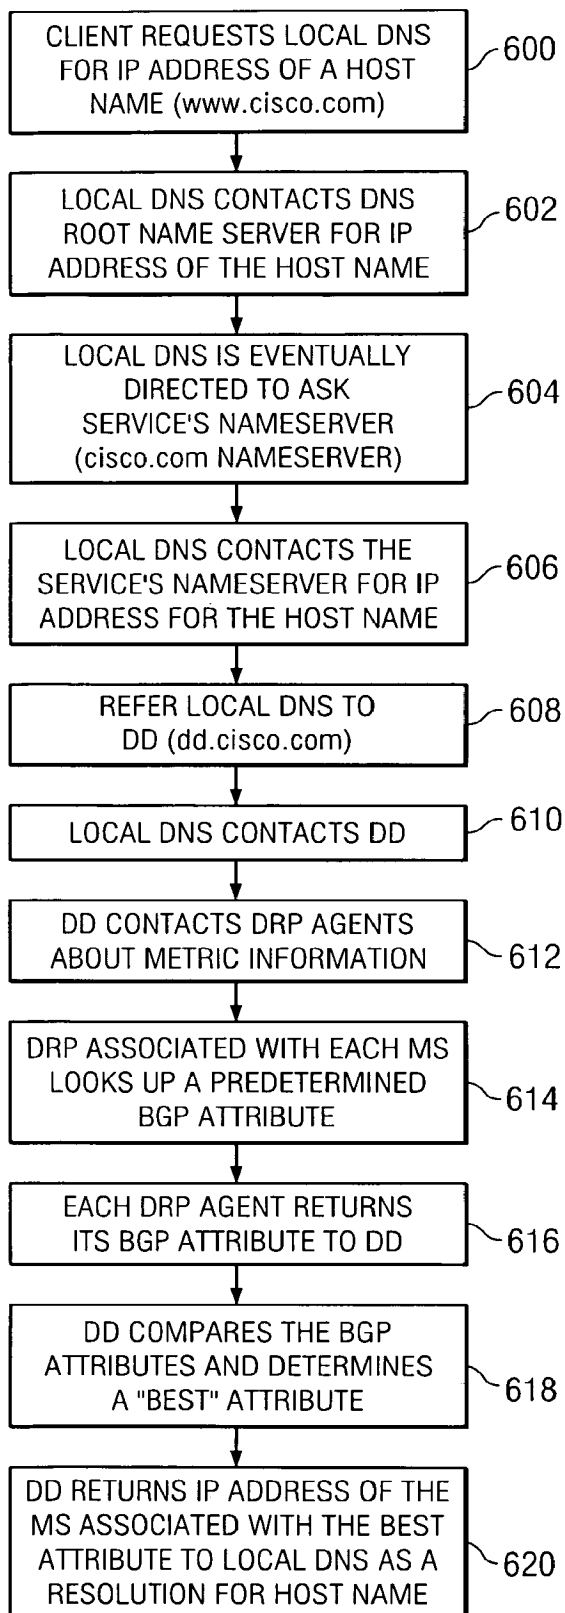 CLIENT REQUESTS LOCAL DNS
FOR IP ADDRESS OF A HOST
NAME (www.cisco.com)
600
LOCAL DNS CONTACTS DNS
ROOT NAME SERVER FOR IP
ADDRESS OF THE HOST NAME
602
LOCAL DNS IS EVENTUALLY
DIRECTED TO ASK
SERVICE'S NAMESERVER
(cisco.com NAMESERVER)
604
LOCAL DNS CONTACTS THE
SERVICE'S NAMESERVER FOR IP
ADDRESS FOR THE HOST NAME
606
REFER LOCAL DNS TO
DD (dd.cisco.com)
608
LOCAL DNS CONTACTS DD
610
DD CONTACTS DRP AGENTS
ABOUT METRIC INFORMATION
612
DRP ASSOCIATED WITH EACH MS
LOOKS UP A PREDETERMINED
BGP ATTRIBUTE
614
EACH DRP AGENT RETURNS
ITS BGP ATTRIBUTE TO DD
616
DD COMPARES THE BGP
ATTRIBUTES AND DETERMINES
A "BEST" ATTRIBUTE
618
DD RETURNS IP ADDRESS OF THE
MS ASSOCIATED WITH THE BEST
ATTRIBUTE TO LOCAL DNS AS A
RESOLUTION FOR HOST NAME
620